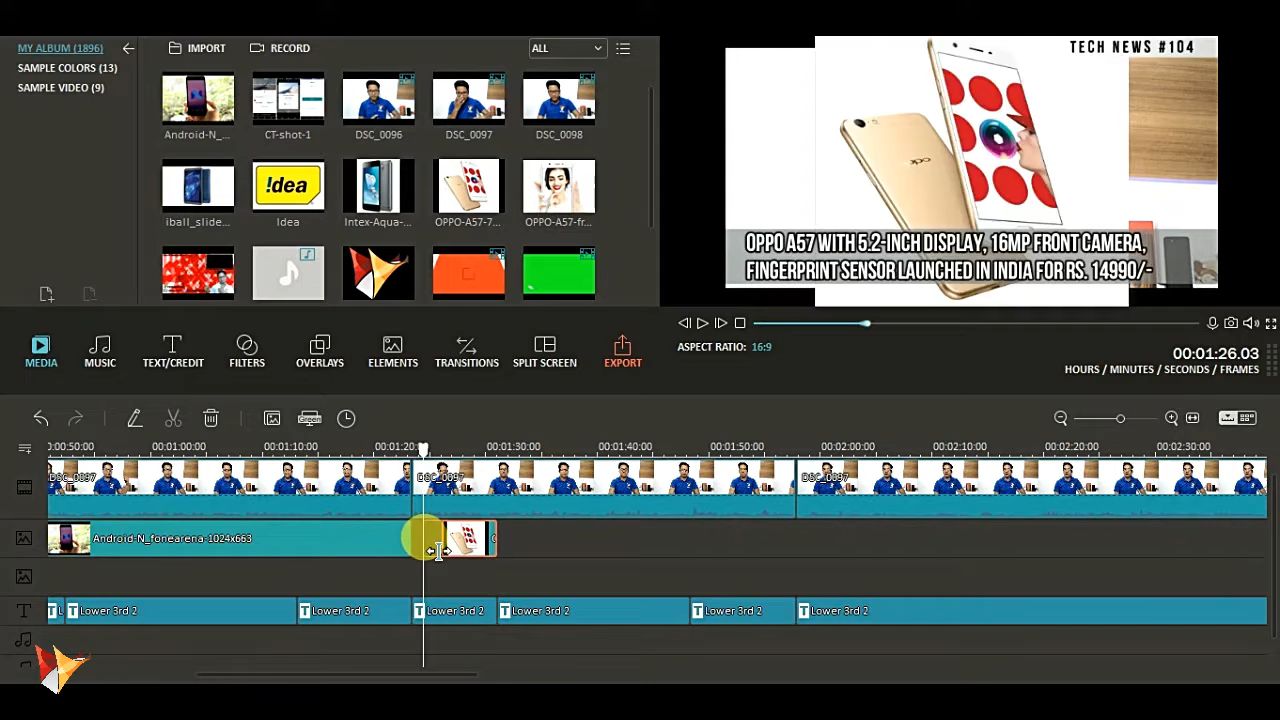 MY ALBUM (1896)
SAMPLE COLORS (13)
SAMPLE VIDEO (9)
IMPORT
RECORD
ALL
Android-N_...
CT-shot-1
DSC_0096
DSC_0097
DSC_0098
iball_slide...
Idea
Intex-Aqua-...
OPPO-A57-7...
OPPO-A57-fr...
!dea
TECH NEWS #104
oppo
OPPO A57 WITH 5.2-INCH DISPLAY, 16MP FRONT CAMERA,
FINGERPRINT SENSOR LAUNCHED IN INDIA FOR RS. 14990/-
ASPECT RATIO: 16:9
00:01:26.03
HOURS / MINUTES / SECONDS / FRAMES
MEDIA
MUSIC
TEXT/CREDIT
FILTERS
OVERLAYS
ELEMENTS
TRANSITIONS
SPLIT SCREEN
EXPORT
Green
0:00:50:00 00:01:00:00 00:01:10:00 00:01:20: 00:01:30:00 00:01:40:00 00:01:50:00 00:02:00:00 00:02:10:00 00:02:20:00 00:02:30:00
DSC_0097 DSC_0097 DSC_0097
Android-N_fonearena-1024x663
T L T Lower 3rd 2 T Lower 3rd 2 T Lower 3rd 2 T Lower 3rd 2 T Lower 3rd 2 T Lower 3rd 2